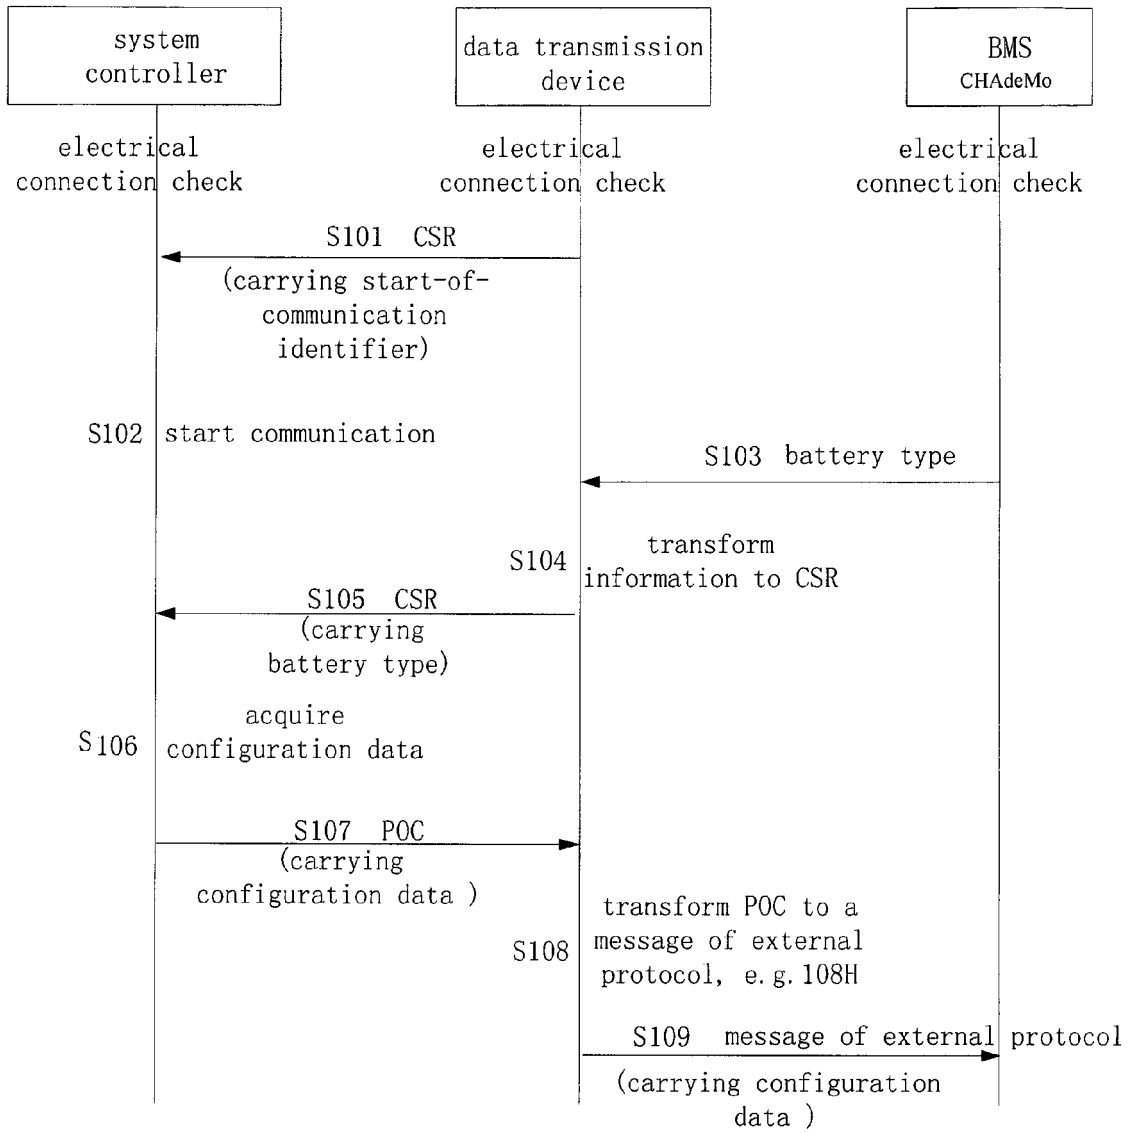 system
controller
data transmission
device
BMS
CHAdeMo
electrical
connection check
electrical
connection check
electrical
connection check
S101 CSR
(carrying start-of-
communication
identifier)
S102 start communication
S103 battery type
S104
transform
information to CSR
S105 CSR
(carrying
battery type)
S106
acquire
configuration data
S107 POC
(carrying
configuration data )
S108
transform POC to a
message of external
protocol, e.g.108H
S109 message of external protocol
(carrying configuration
data )